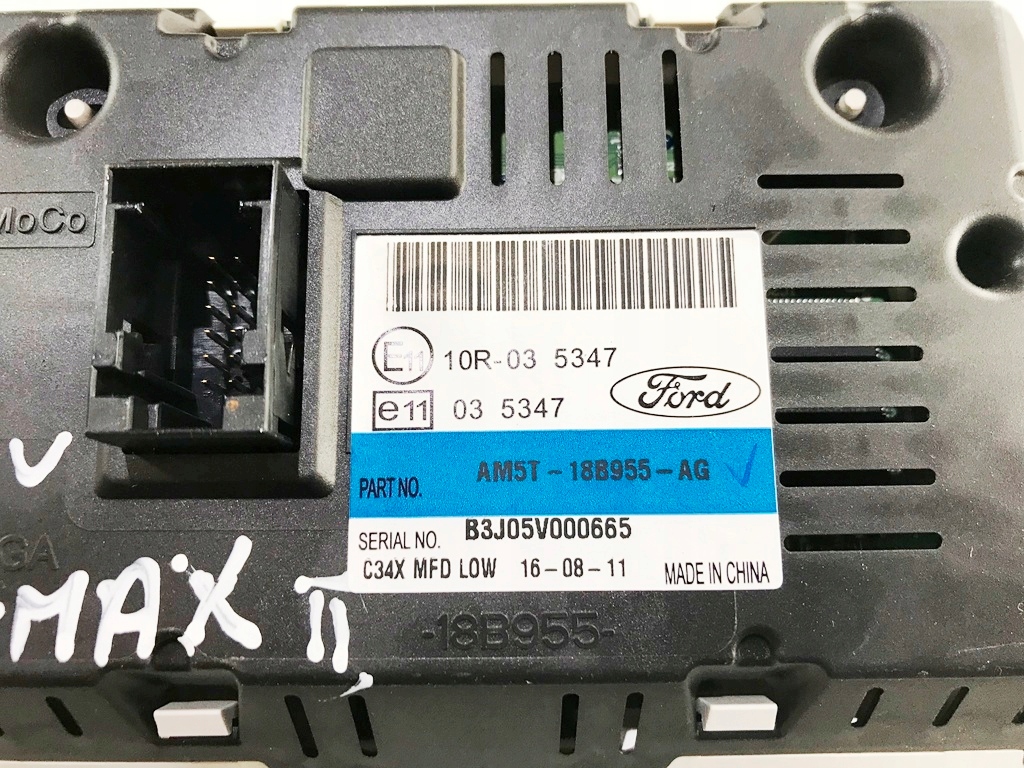 MoCo
E11 10R-03 5347
e11 03 5347
Ford
PART NO. AM5T-18B955-AG
SERIAL NO. B3J05V000665
C34X MFD LOW 16-08-11 MADE IN CHINA
GA
V
-MAX II
-18B955-